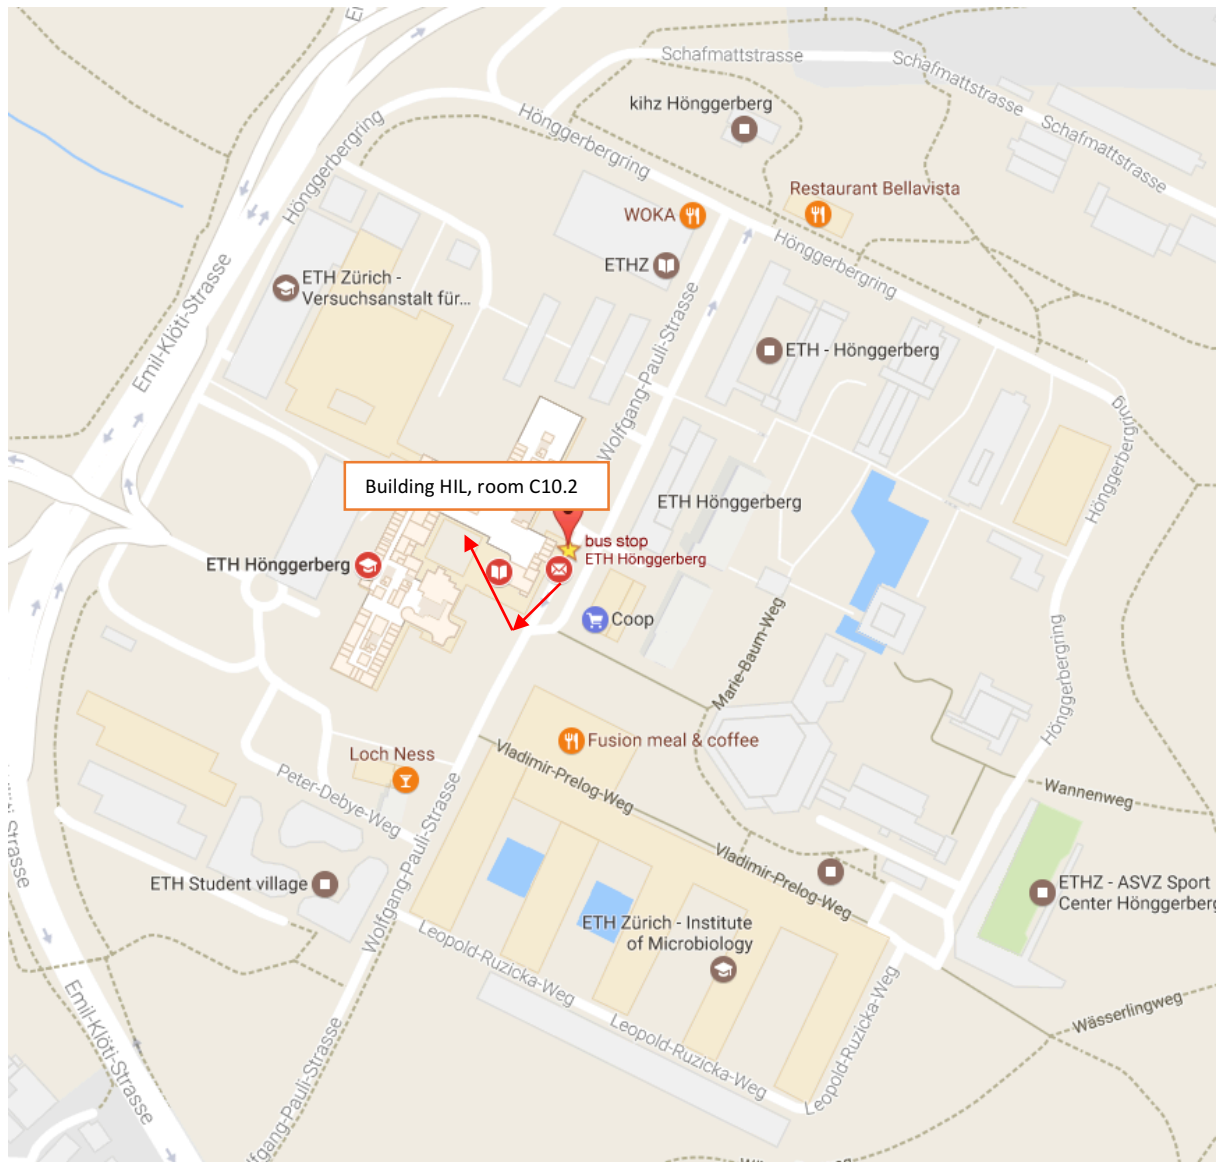 Ei
Schafmattstrasse
Schafmattstrasse
Schafmattstrasse
kihz Hönggerberg
Hönggerbergring
Hönggerbergring
Restaurant Bellavista
WOKA
Hönggerbergring
ETHZ
ETH Zürich -
Versuchsanstalt für...
Emil-Klöti-Strasse
Wolfgang-Pauli-Strasse
ETH - Hönggerberg
Hönggerbergring
Building HIL, room C10.2
ETH Hönggerberg
bus stop
ETH Hönggerberg
ETH Hönggerberg
Coop
Marie-Baum-Weg
Hönggerbergring
Fusion meal & coffee
Loch Ness
Vladimir-Prelog-Weg
Peter-Debye-Weg
Wannenweg
Wolfgang-Pauli-Strasse
Vladimir-Prelog-Weg
ETH Student village
ETHZ - ASVZ Sport
Center Hönggerberg
ETH Zürich - Institute
of Microbiology
Leopold-Ruzicka-Weg
Leopold-Ruzicka-Weg
Leopold-Ruzicka-Weg
Wässerlingweg
Emil-Klöti-Strasse
lfgang-Pauli-Strasse